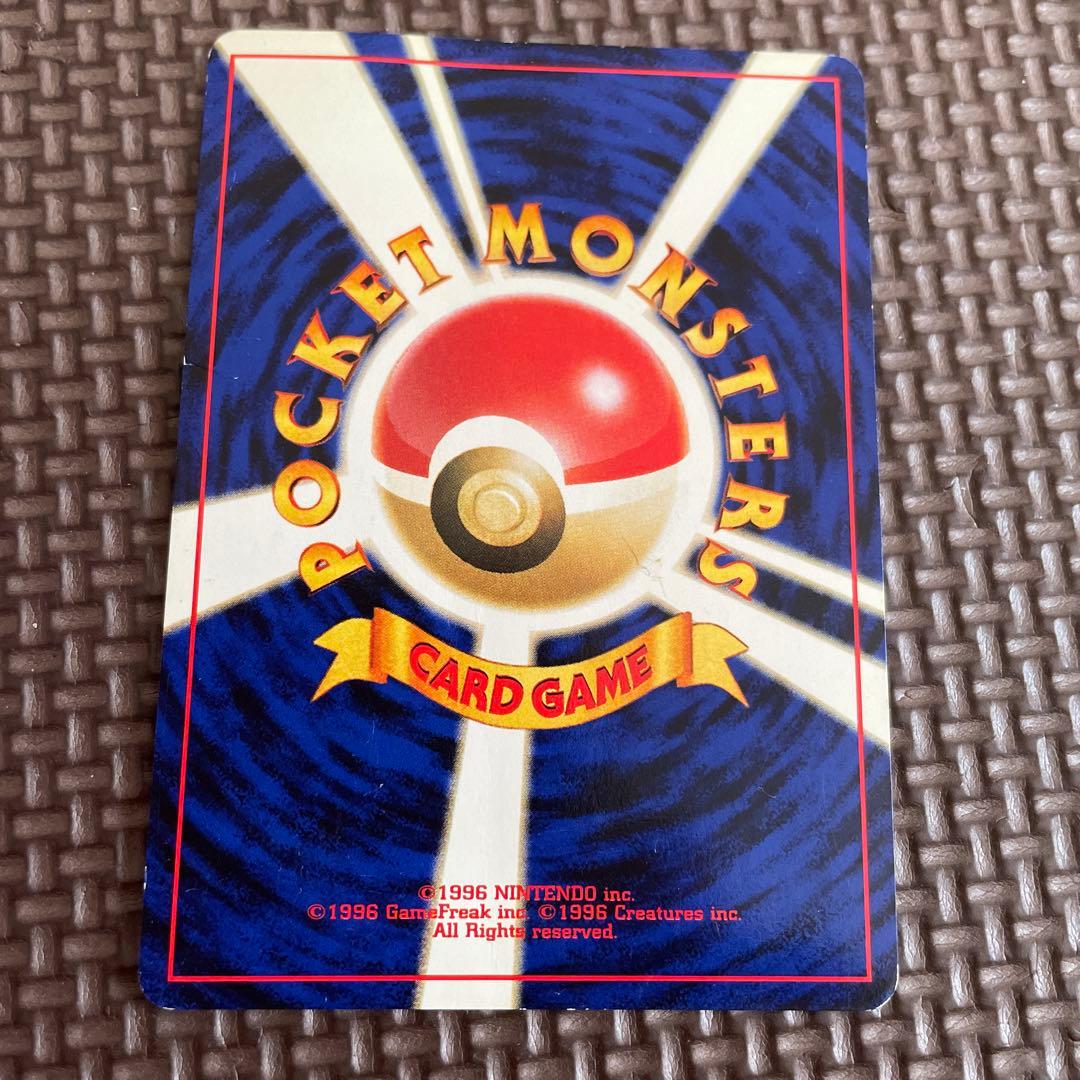 POCKET MONSTERS
CARD GAME
©1996 NINTENDO inc.
©1996 GameFreak inc. ©1996 Creatures inc.
All Rights reserved.